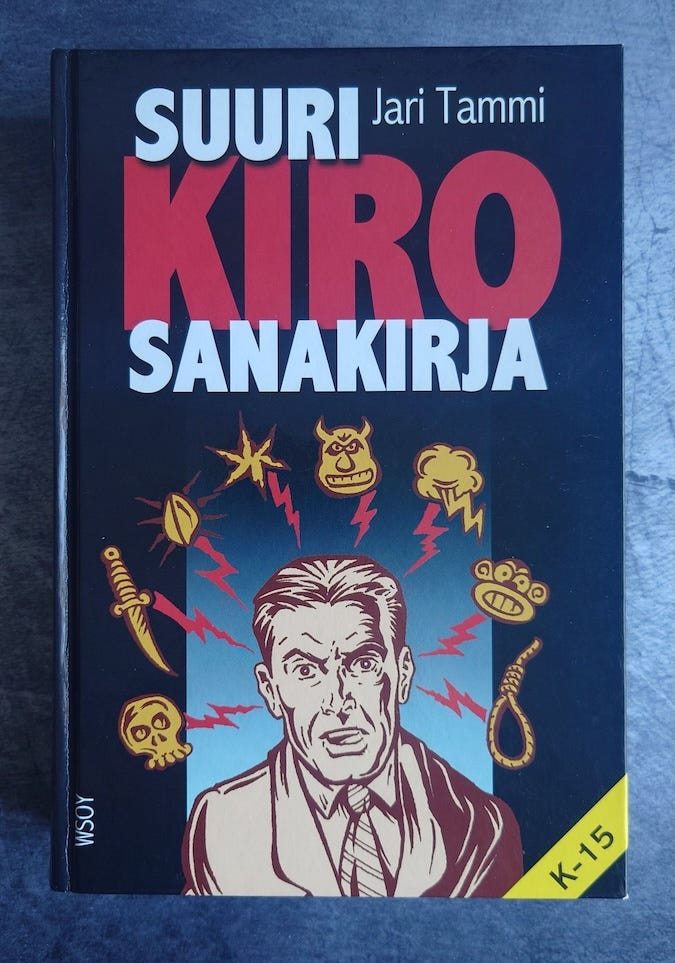 SUURI
Jari Tammi
KIRO
SANAKIRJA
WSOY
K-15